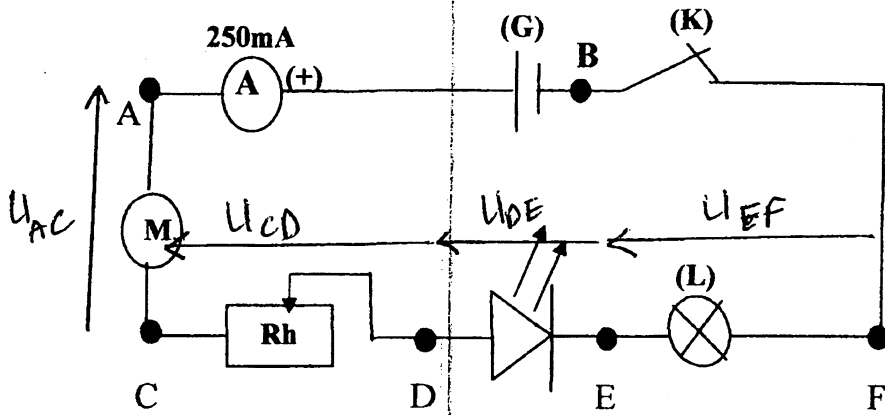 250mA
(G)
(K)
B
A
A
(+)
U_AC
M
U_CD
U_DE
U_EF
(L)
Rh
C
D
E
F